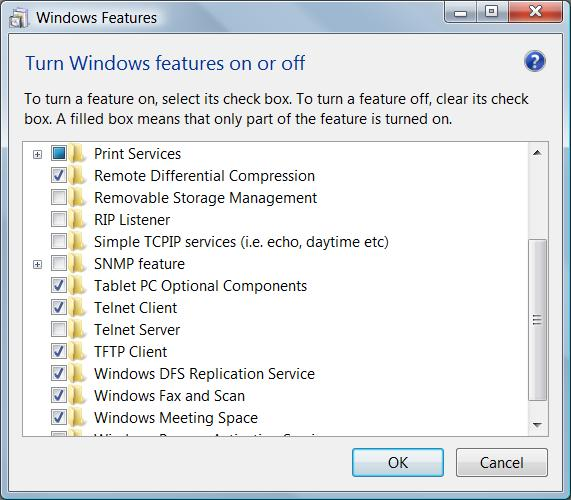 Windows Features
Turn Windows features on or off
To turn a feature on, select its check box. To turn a feature off, clear its check
box. A filled box means that only part of the feature is turned on.
Print Services
Remote Differential Compression
Removable Storage Management
RIP Listener
Simple TCPIP services (i.e. echo, daytime etc)
SNMP feature
Tablet PC Optional Components
Telnet Client
Telnet Server
TFTP Client
Windows DFS Replication Service
Windows Fax and Scan
Windows Meeting Space
OK
Cancel